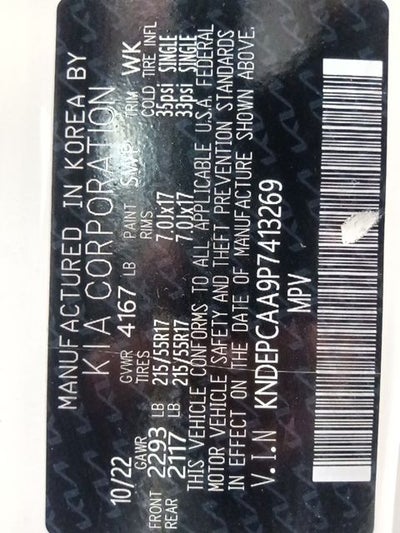 MANUFACTURED IN KOREA BY
KIA CORPORATION
10/22 GVWR 4167 LB PAINT TRIM WK
GAWR TIRES RIMS COLD TIRE INFL
FRONT 2293 LB 215/55R17 7.0Jx17 35psi SINGLE
REAR 2117 LB 215/55R17 7.0Jx17 33psi SINGLE
THIS VEHICLE CONFORMS TO ALL APPLICABLE U.S.A. FEDERAL
MOTOR VEHICLE SAFETY AND THEFT PREVENTION STANDARDS
IN EFFECT ON THE DATE OF MANUFACTURE SHOWN ABOVE.
V.I.N KNDEPCAA9P7413269
MPV